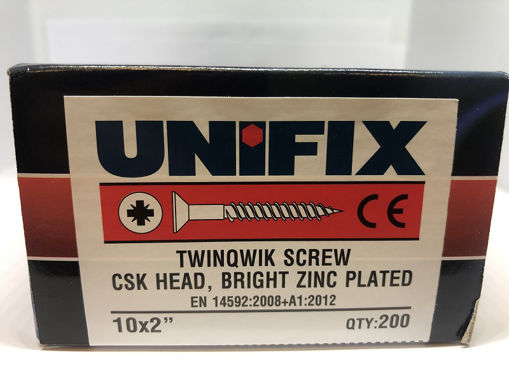 UNIFIX
CE
TWINQWIK SCREW
CSK HEAD, BRIGHT ZINC PLATED
EN 14592:2008+A1:2012
10x2” QTY:200